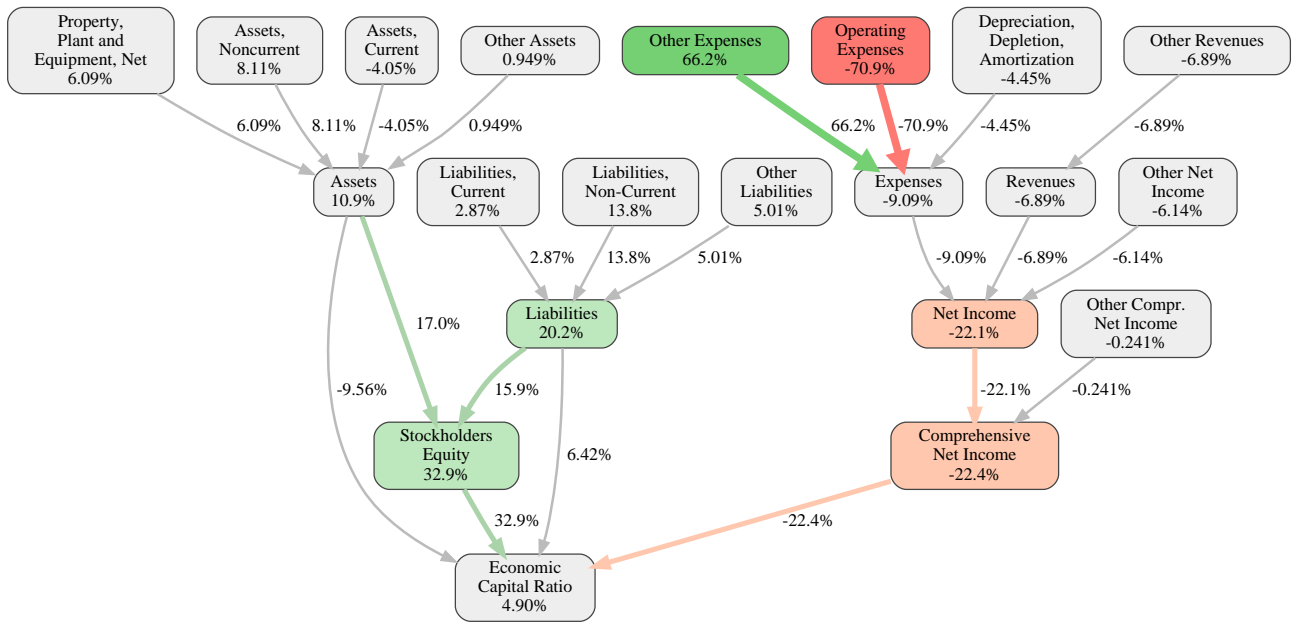 Property,
Plant and
Equipment, Net
6.09%
Assets,
Noncurrent
8.11%
Assets,
Current
-4.05%
Other Assets
0.949%
Other Expenses
66.2%
Operating
Expenses
-70.9%
Depreciation,
Depletion,
Amortization
-4.45%
Other Revenues
-6.89%
6.09%
8.11%
-4.05%
0.949%
66.2%
-70.9%
-4.45%
-6.89%
Assets
10.9%
Liabilities,
Current
2.87%
Liabilities,
Non-Current
13.8%
Other
Liabilities
5.01%
Expenses
-9.09%
Revenues
-6.89%
Other Net
Income
-6.14%
2.87%
13.8%
5.01%
-9.09%
-6.89%
-6.14%
17.0%
Liabilities
20.2%
Net Income
-22.1%
Other Compr.
Net Income
-0.241%
-9.56%
15.9%
-22.1%
-0.241%
Stockholders
Equity
32.9%
6.42%
Comprehensive
Net Income
-22.4%
32.9%
-22.4%
Economic
Capital Ratio
4.90%